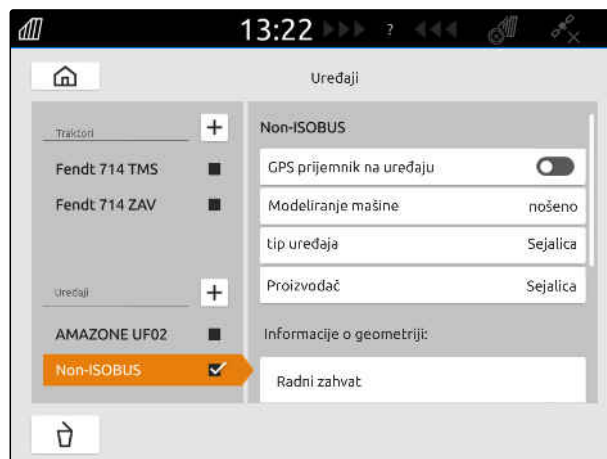 13:22 ?
Uređaji
Traktori +
Fendt 714 TMS
Fendt 714 ZAV
Uređaji +
AMAZONE UF02
Non-ISOBUS
Non-ISOBUS
GPS prijemnik na uređaju
Modeliranje mašine nošeno
tip uređaja Sejalica
Proizvođač Sejalica
Informacije o geometriji:
Radni zahvat